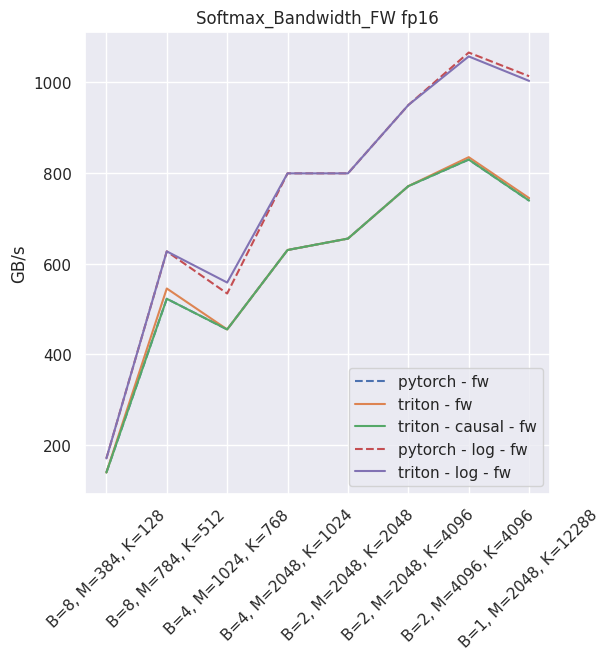 Softmax_Bandwidth_FW fp16
GB/s
1000
800
600
400
200
pytorch - fw
triton - fw
triton - causal - fw
pytorch - log - fw
triton - log - fw
B=8, M=384, K=128
B=8, M=784, K=512
B=4, M=1024, K=768
B=4, M=2048, K=1024
B=2, M=2048, K=2048
B=2, M=2048, K=4096
B=2, M=4096, K=4096
B=1, M=2048, K=12288